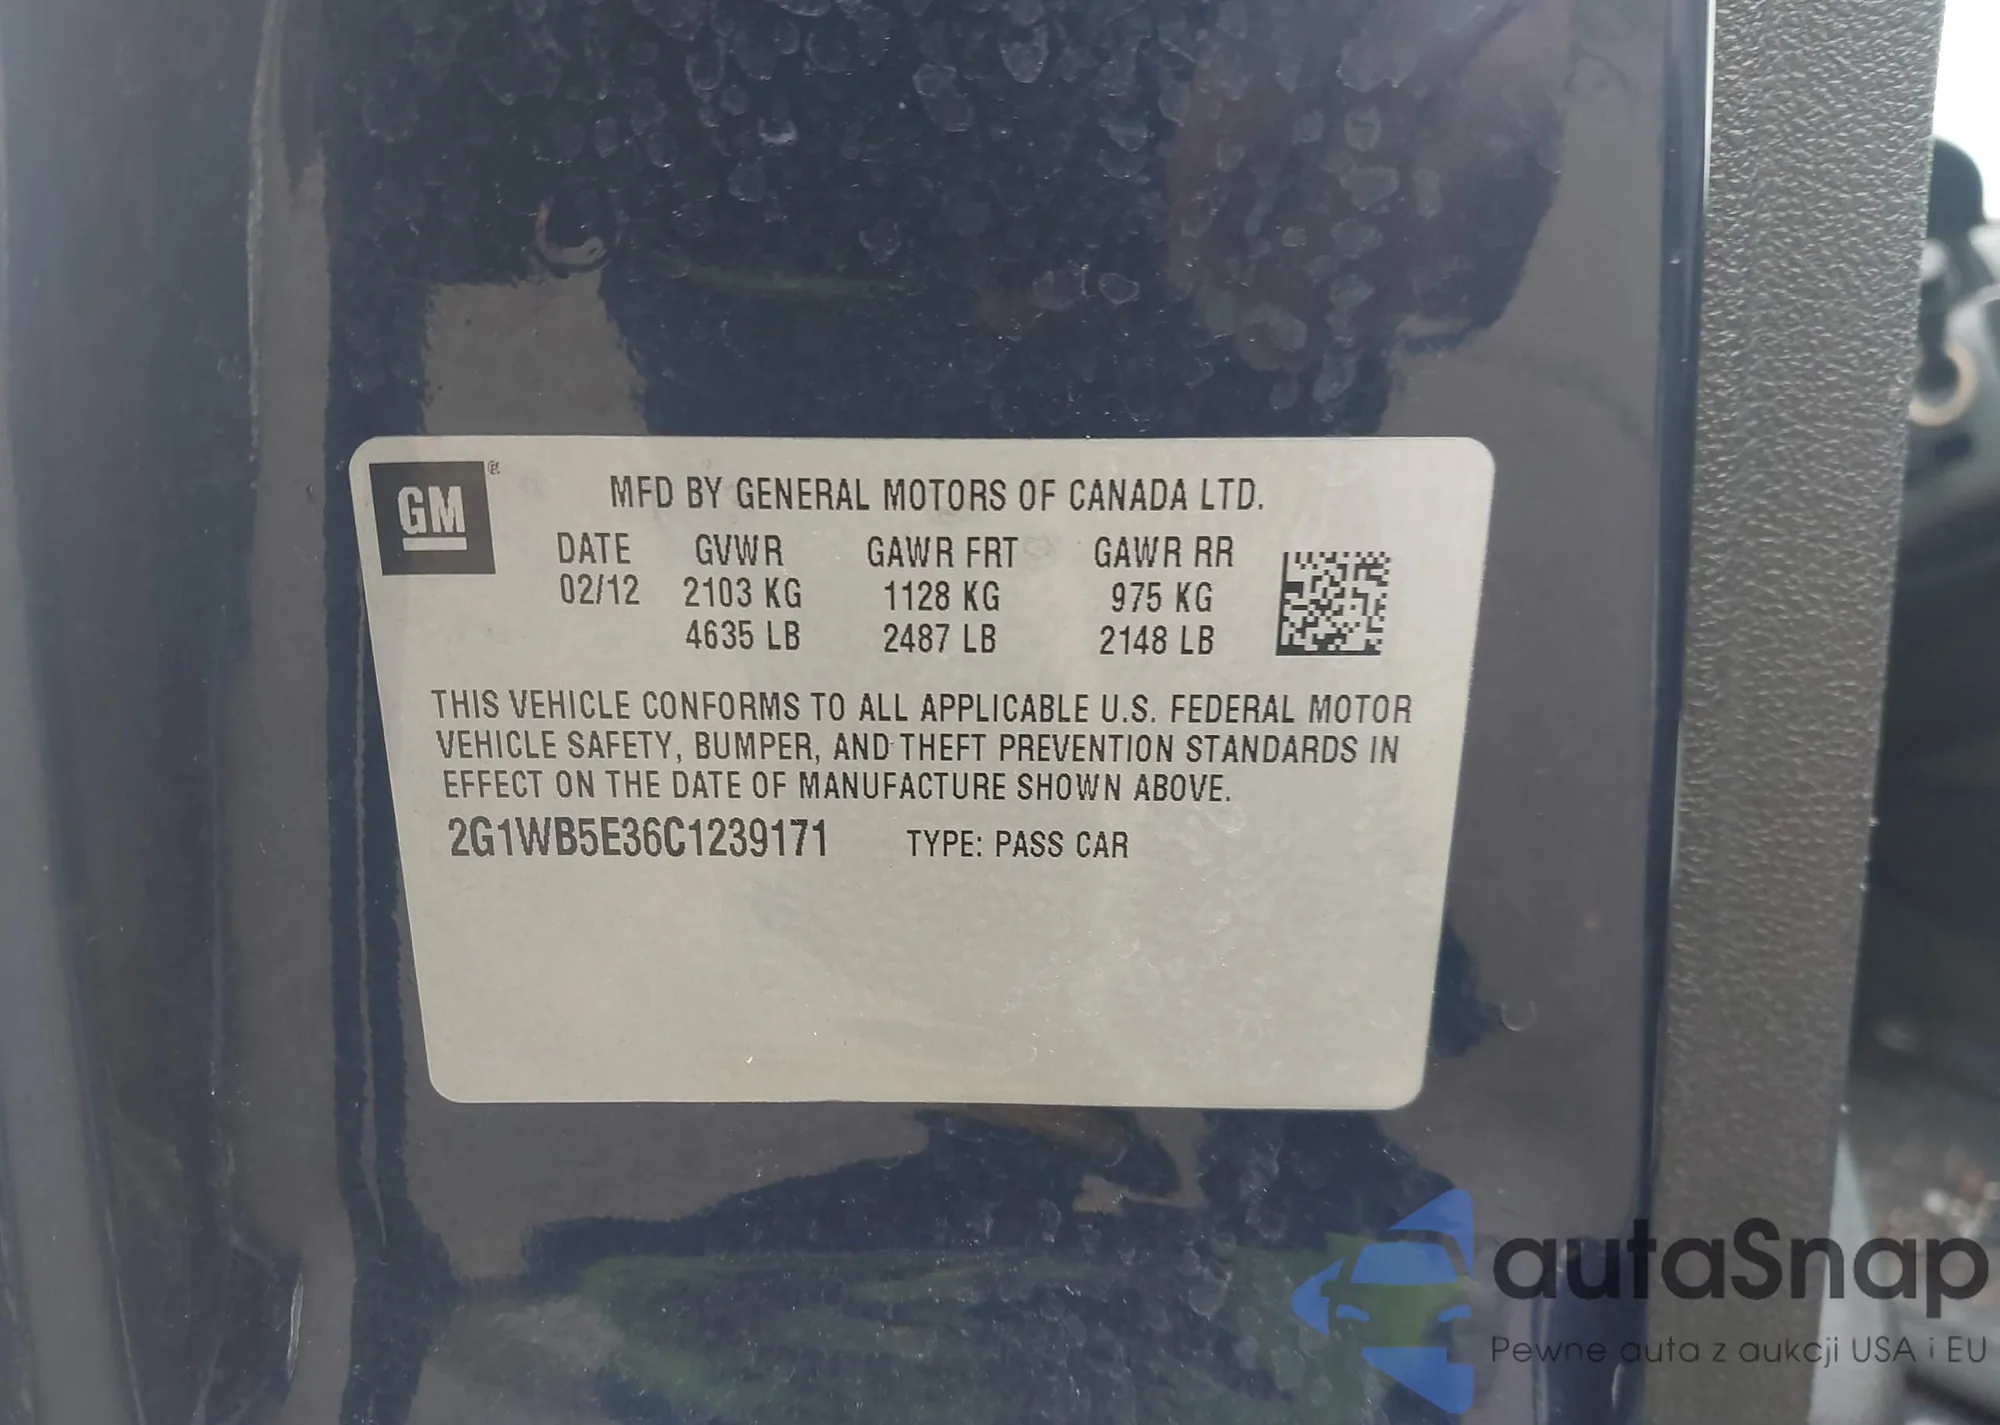 GM
MFD BY GENERAL MOTORS OF CANADA LTD.
DATE GVWR GAWR FRT GAWR RR
02/12 2103 KG 1128 KG 975 KG
4635 LB 2487 LB 2148 LB
THIS VEHICLE CONFORMS TO ALL APPLICABLE U.S. FEDERAL MOTOR
VEHICLE SAFETY, BUMPER, AND THEFT PREVENTION STANDARDS IN
EFFECT ON THE DATE OF MANUFACTURE SHOWN ABOVE.
2G1WB5E36C1239171 TYPE: PASS CAR
autaSnap
Pewne auta z aukcji USA i EU